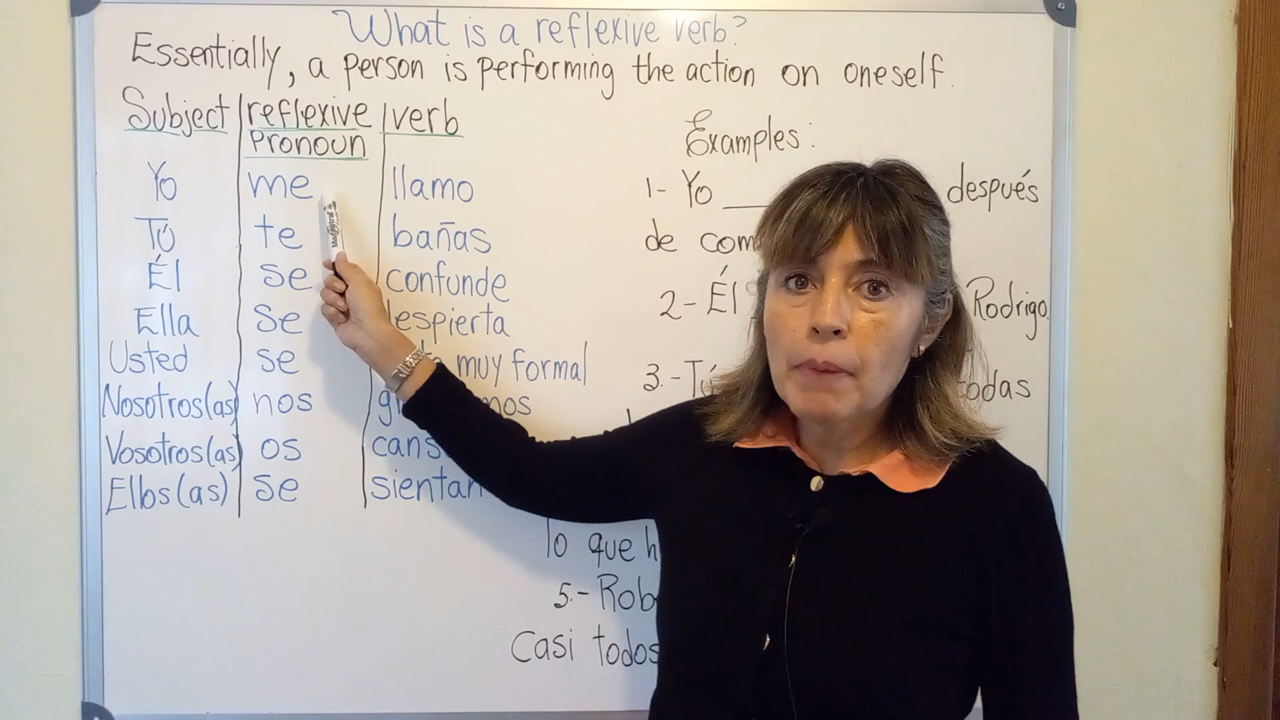 What is a reflexive verb?
Essentially, a person is performing the action on oneself.
Subject reflexive Pronoun verb
Yo me llamo
Tú te bañas
Él se confunde
Ella se
Usted se muy formal
Nosotros(as) nos
Vosotros(as) os
Ellos(as) se sientan
Examples:
1- Yo ___ después
de
2- Él Rodrigo.
3.- Tú todas
lo que
5.-
Casi todos